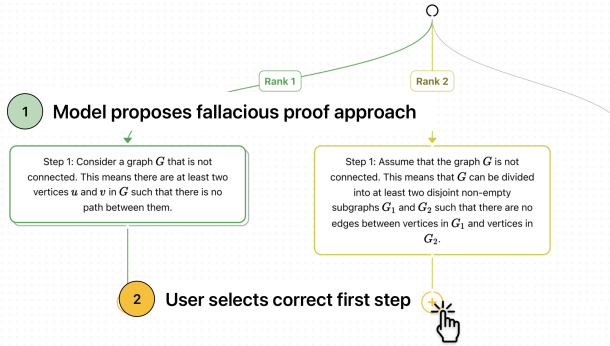 Rank 1
Rank 2
1
Model proposes fallacious proof approach
Step 1: Consider a graph G that is not
connected. This means there are at least two
vertices u and v in G such that there is no
path between them.
Step 1: Assume that the graph G is not
connected. This means that G can be divided
into at least two disjoint non-empty
subgraphs G₁ and G₂ such that there are no
edges between vertices in G₁ and vertices in
G₂.
2
User selects correct first step